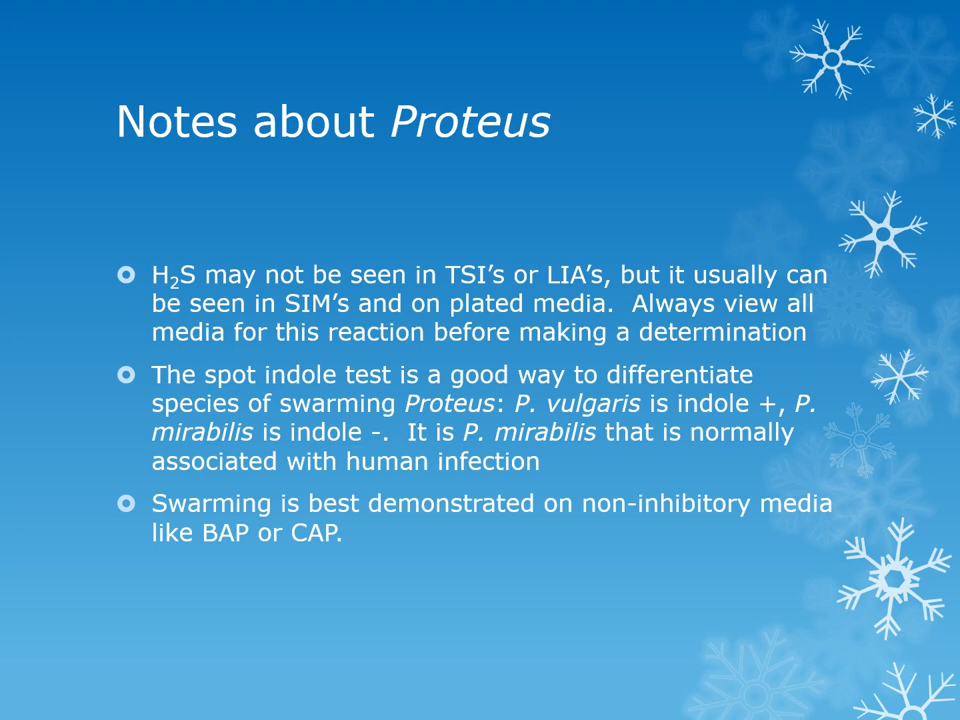 Notes about Proteus
H₂S may not be seen in TSI’s or LIA’s, but it usually can
be seen in SIM’s and on plated media.  Always view all
media for this reaction before making a determination
The spot indole test is a good way to differentiate
species of swarming Proteus: P. vulgaris is indole +, P.
mirabilis is indole -.  It is P. mirabilis that is normally
associated with human infection
Swarming is best demonstrated on non-inhibitory media
like BAP or CAP.